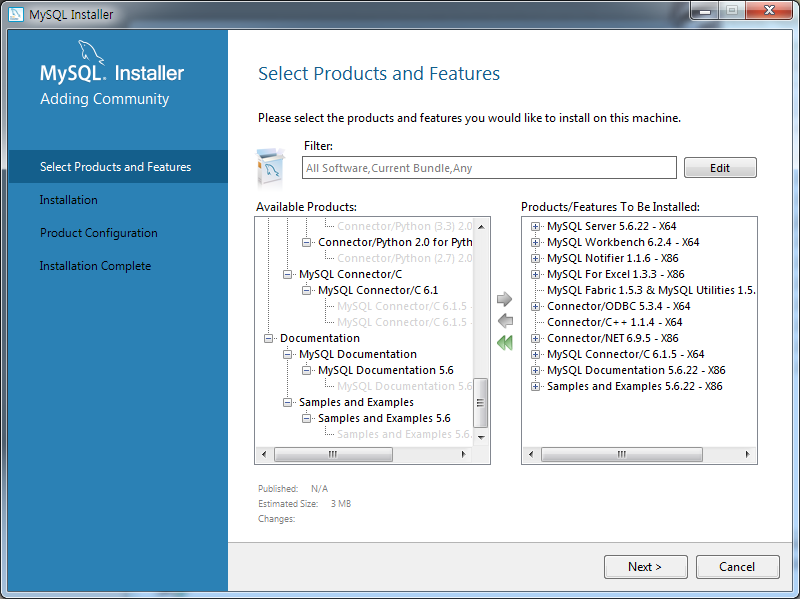 MySQL Installer
MySQL. Installer
Adding Community
Select Products and Features
Installation
Product Configuration
Installation Complete
Select Products and Features
Please select the products and features you would like to install on this machine.
Filter:
All Software,Current Bundle,Any
Edit
Available Products:
Connector/Python (3.3) 2.0
Connector/Python 2.0 for Pyth
Connector/Python (2.7) 2.0
MySQL Connector/C
MySQL Connector/C 6.1
MySQL Connector/C 6.1.5
MySQL Connector/C 6.1.5
Documentation
MySQL Documentation
MySQL Documentation 5.6
MySQL Documentation 5.6
Samples and Examples
Samples and Examples 5.6
Samples and Examples 5.6.
Products/Features To Be Installed:
MySQL Server 5.6.22 - X64
MySQL Workbench 6.2.4 - X64
MySQL Notifier 1.1.6 - X86
MySQL For Excel 1.3.3 - X86
MySQL Fabric 1.5.3 & MySQL Utilities 1.5.
Connector/ODBC 5.3.4 - X64
Connector/C++ 1.1.4 - X64
Connector/NET 6.9.5 - X86
MySQL Connector/C 6.1.5 - X64
MySQL Documentation 5.6.22 - X86
Samples and Examples 5.6.22 - X86
Published: N/A
Estimated Size: 3 MB
Changes:
Next >
Cancel